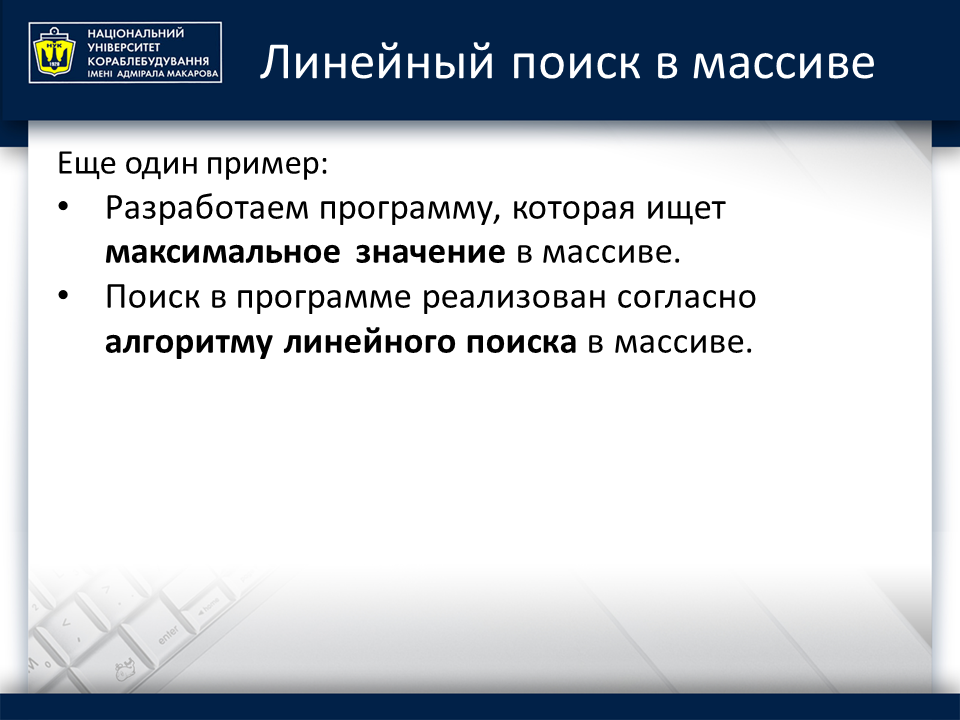 НАЦІОНАЛЬНИЙ
УНІВЕРСИТЕТ
КОРАБЛЕБУДУВАННЯ
ІМЕНІ АДМІРАЛА МАКАРОВА
НУК
1920
Линейный поиск в массиве
Еще один пример:
• Разработаем программу, которая ищет
максимальное значение в массиве.
• Поиск в программе реализован согласно
алгоритму линейного поиска в массиве.
enter